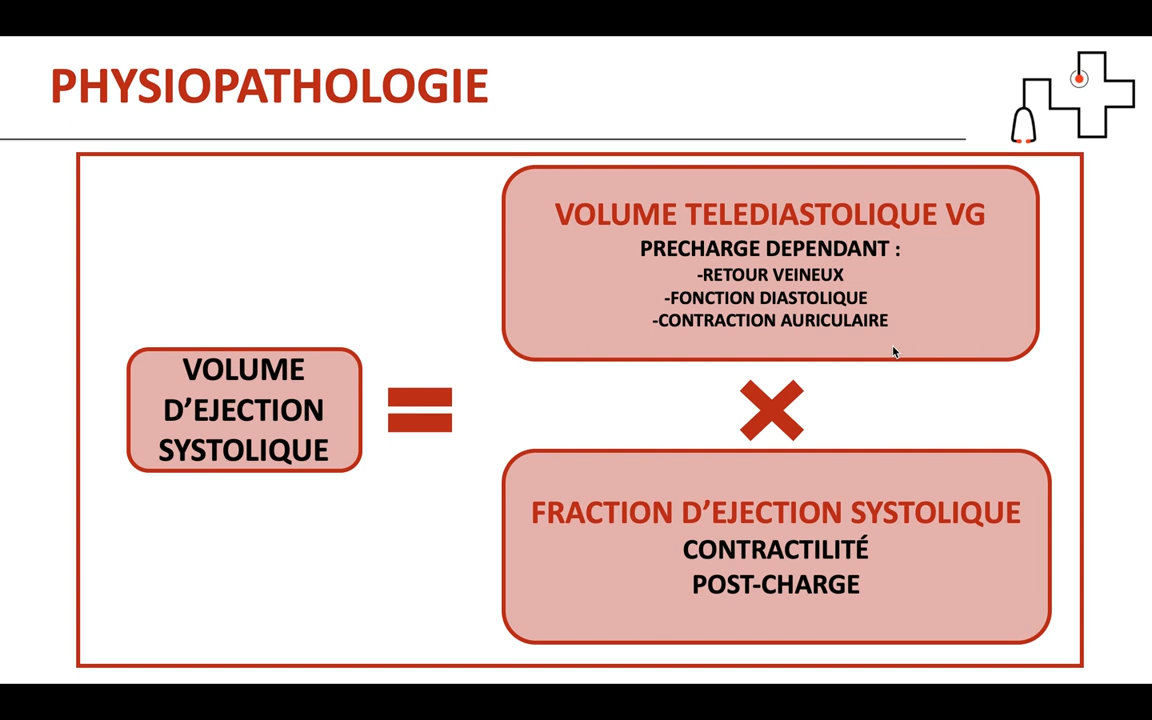 PHYSIOPATHOLOGIE
VOLUME TELEDIASTOLIQUE VG
PRECHARGE DEPENDANT :
-RETOUR VEINEUX
-FONCTION DIASTOLIQUE
-CONTRACTION AURICULAIRE
VOLUME
D’EJECTION
SYSTOLIQUE
FRACTION D’EJECTION SYSTOLIQUE
CONTRACTILITÉ
POST-CHARGE